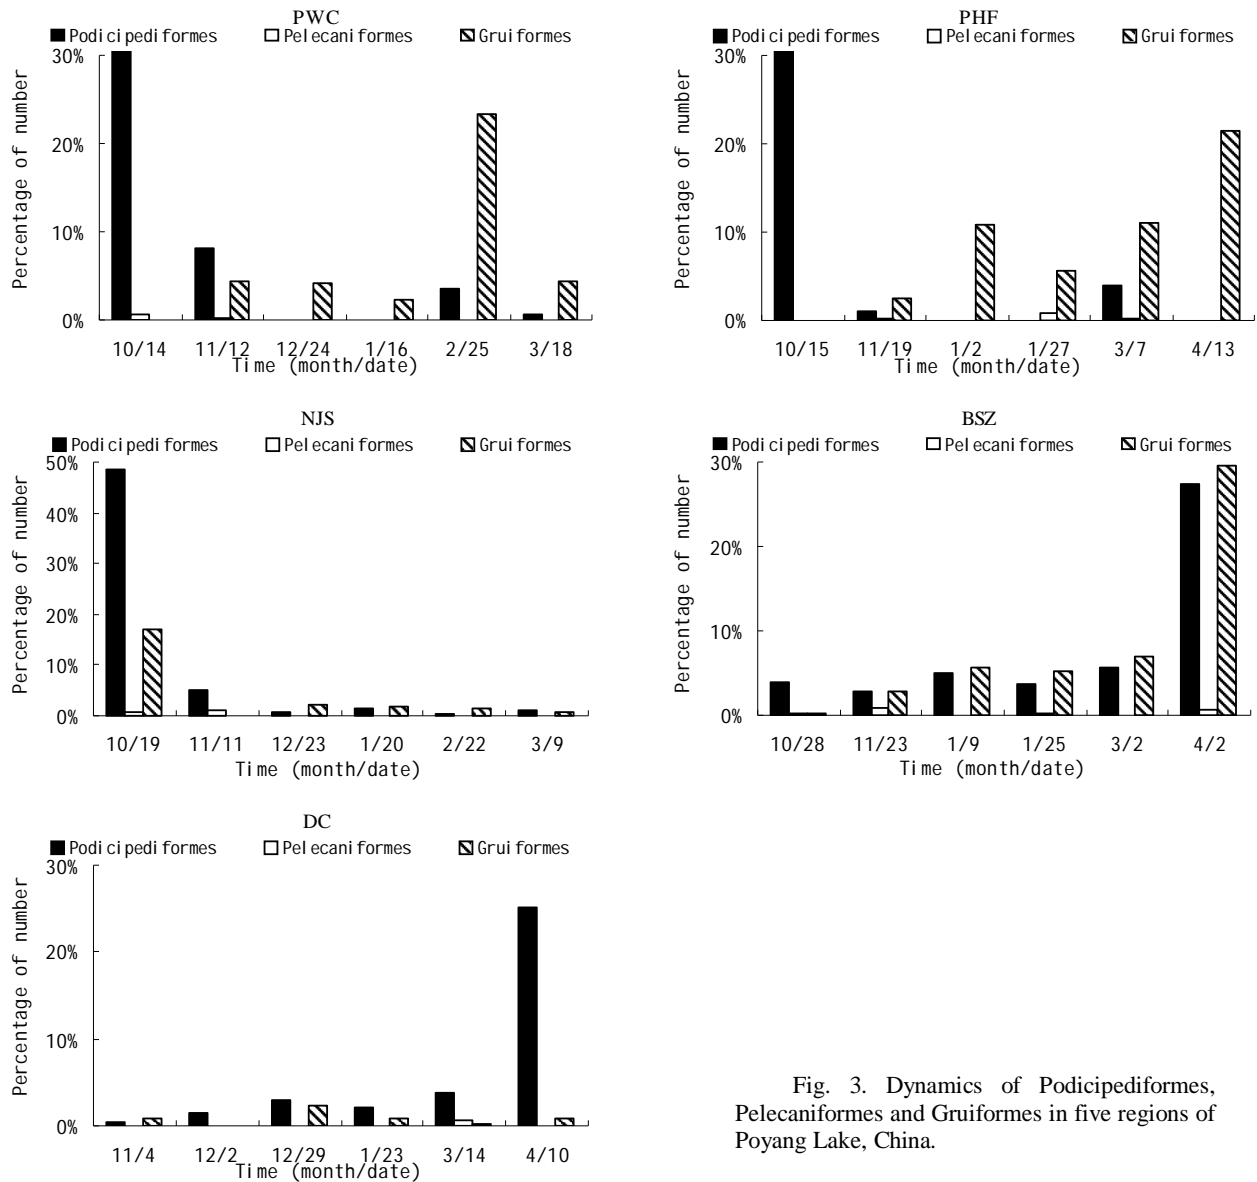 PWC
Podicipediformes Pelecaniformes Gruiformes
Percentage of number
30%
20%
10%
0%
10/14 11/12 12/24 1/16 2/25 3/18
Time (month/date)
PHF
Podicipediformes Pelecaniformes Gruiformes
Percentage of number
30%
20%
10%
0%
10/15 11/19 1/2 1/27 3/7 4/13
Time (month/date)
NJS
Podicipediformes Pelecaniformes Gruiformes
Percentage of number
50%
40%
30%
20%
10%
0%
10/19 11/11 12/23 1/20 2/22 3/9
Time (month/date)
BSZ
Podicipediformes Pelecaniformes Gruiformes
Percentage of number
30%
20%
10%
0%
10/28 11/23 1/9 1/25 3/2 4/2
Time (month/date)
DC
Podicipediformes Pelecaniformes Gruiformes
Percentage of number
30%
20%
10%
0%
11/4 12/2 12/29 1/23 3/14 4/10
Time (month/date)
Fig. 3. Dynamics of Podicipediformes,
Pelecaniformes and Gruiformes in five regions of
Poyang Lake, China.